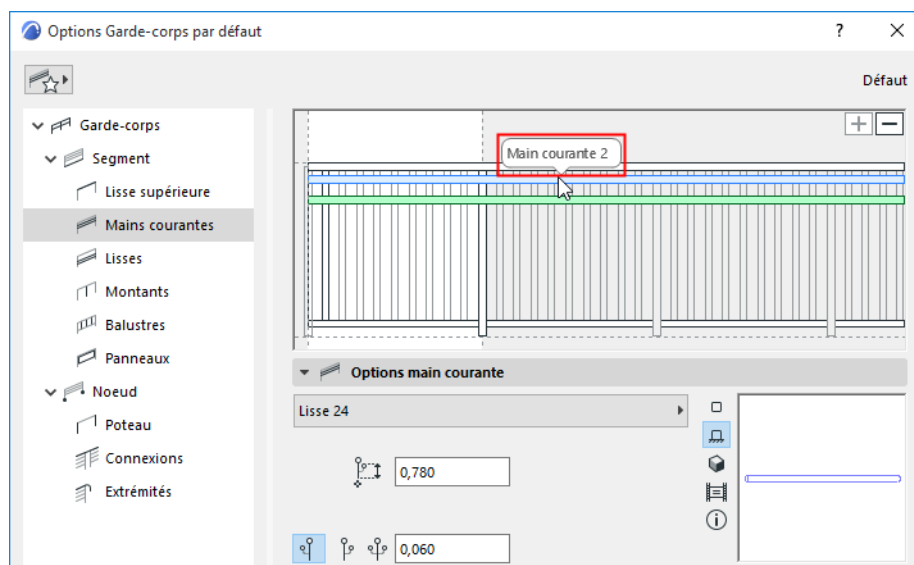 Options Garde-corps par défaut
?
Défaut
Garde-corps
Segment
Lisse supérieure
Mains courantes
Lisses
Montants
Balustres
Panneaux
Noeud
Poteau
Connexions
Extrémités
Main courante 2
Options main courante
Lisse 24
0,780
0,060